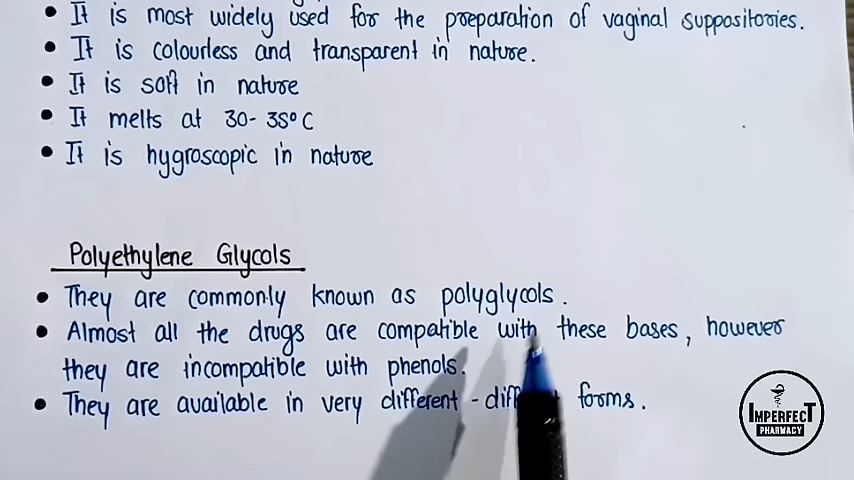 • It is most widely used for the preparation of vaginal suppositories.
• It is colourless and transparent in nature.
• It is soft in nature
• It melts at 30-35°C
• It is hygroscopic in nature
Polyethylene Glycols
• They are commonly known as polyglycols.
• Almost all the drugs are compatible with these bases, however
they are incompatible with phenols.
• They are available in very different - different forms.
IMPERFECT
PHARMACY